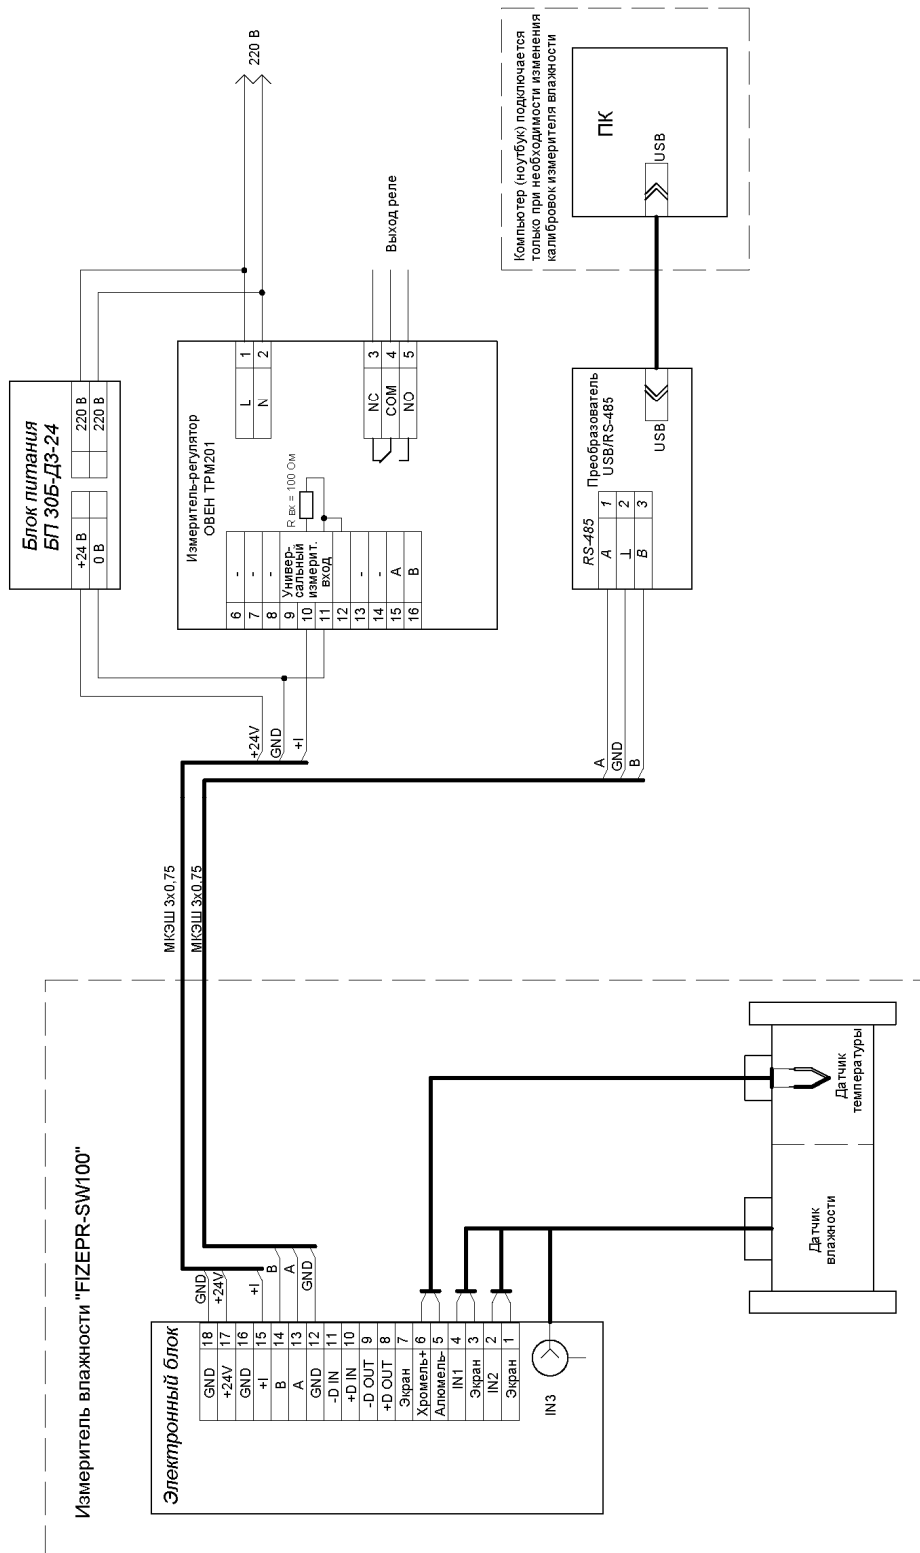 Измеритель влажности "FIZEPR-SW100"
Электронный блок
GND 18
+24V 17
GND 16
+I 15
B 14
A 13
GND 12
-D IN 11
+D IN 10
-D OUT 9
+D OUT 8
Экран 7
Хромель+ 6
Алюмель- 5
IN1 4
Экран 3
IN2 2
Экран 1
IN3
GND
+24V
+I
B
A
GND
Датчик
влажности
Датчик
температуры
МКЭШ 3x0,75
МКЭШ 3x0,75
+24V
GND
+I
A
GND
B
Блок питания
БП 30Б-Д3-24
+24 В
0 В
220 В
220 В
Измеритель-регулятор
ОВЕН ТРМ201
6 -
7 -
8 -
9
10
11
12
Универ-
сальный
измерит.
вход
13 -
14 -
15 A
16 B
R вх = 100 Ом
L 1
N 2
NC 3
COM 4
NO 5
220 В
Выход реле
Преобразователь
USB/RS-485
RS-485
A 1
⊥ 2
B 3
USB
Компьютер (ноутбук) подключается
только при необходимости изменения
калибровок измерителя влажности
ПК
USB